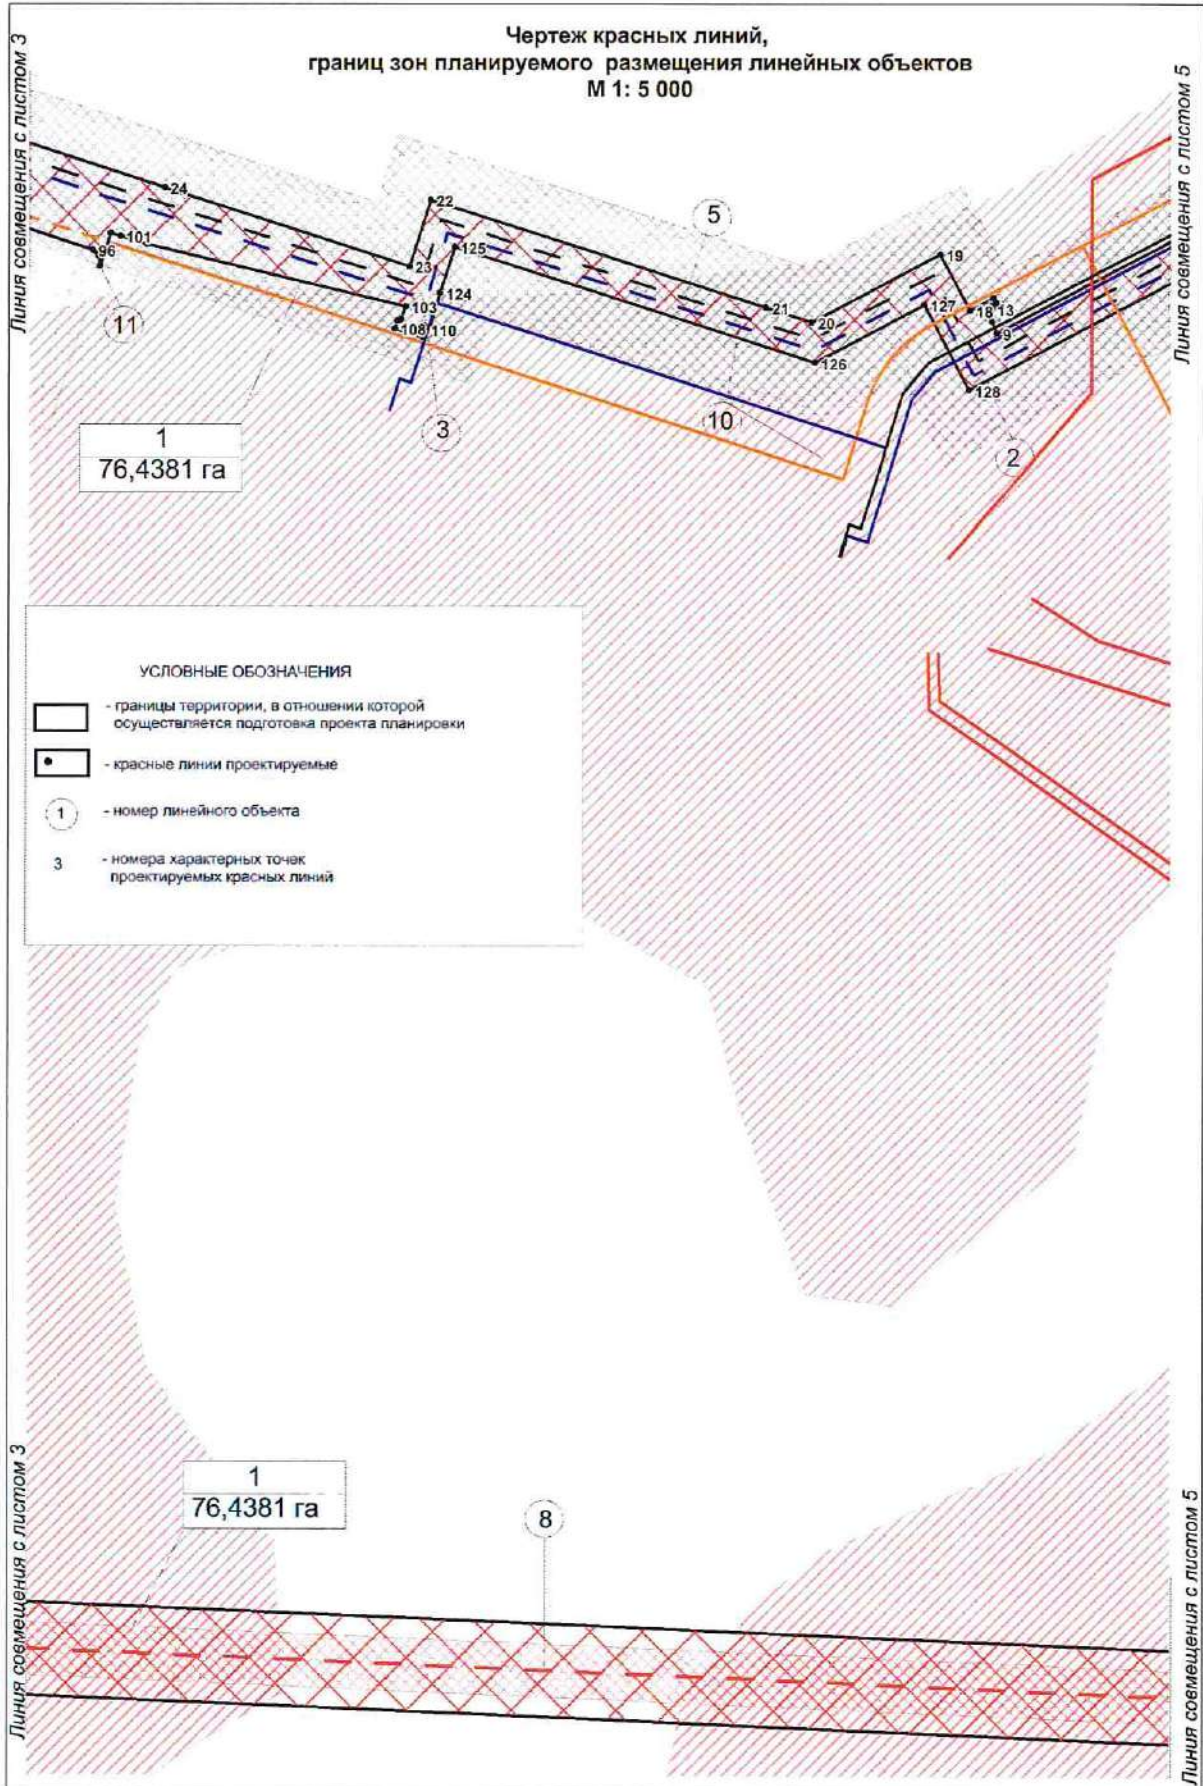 Чертеж красных линий,
границ зон планируемого размещения линейных объектов
М 1: 5 000
Линия совмещения с листом 3
Линия совмещения с листом 5
24
22
5
101
96
125
23
19
124
21
11
103
20
127
18
13
9
108
110
126
128
3
10
2
1
76,4381 га
УСЛОВНЫЕ ОБОЗНАЧЕНИЯ
- границы территории, в отношении которой
осуществляется подготовка проекта планировки
- красные линии проектируемые
1
- номер линейного объекта
3
- номера характерных точек
проектируемых красных линий
Линия совмещения с листом 3
1
76,4381 га
8
Линия совмещения с листом 5